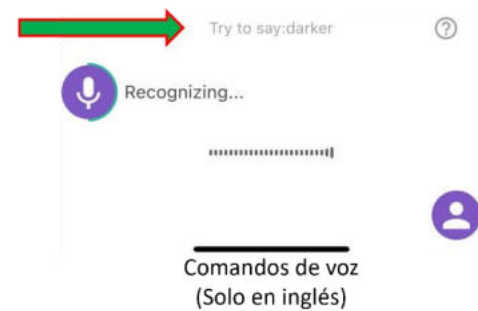 Try to say:darker
Recognizing...
Comandos de voz
(Solo en inglés)